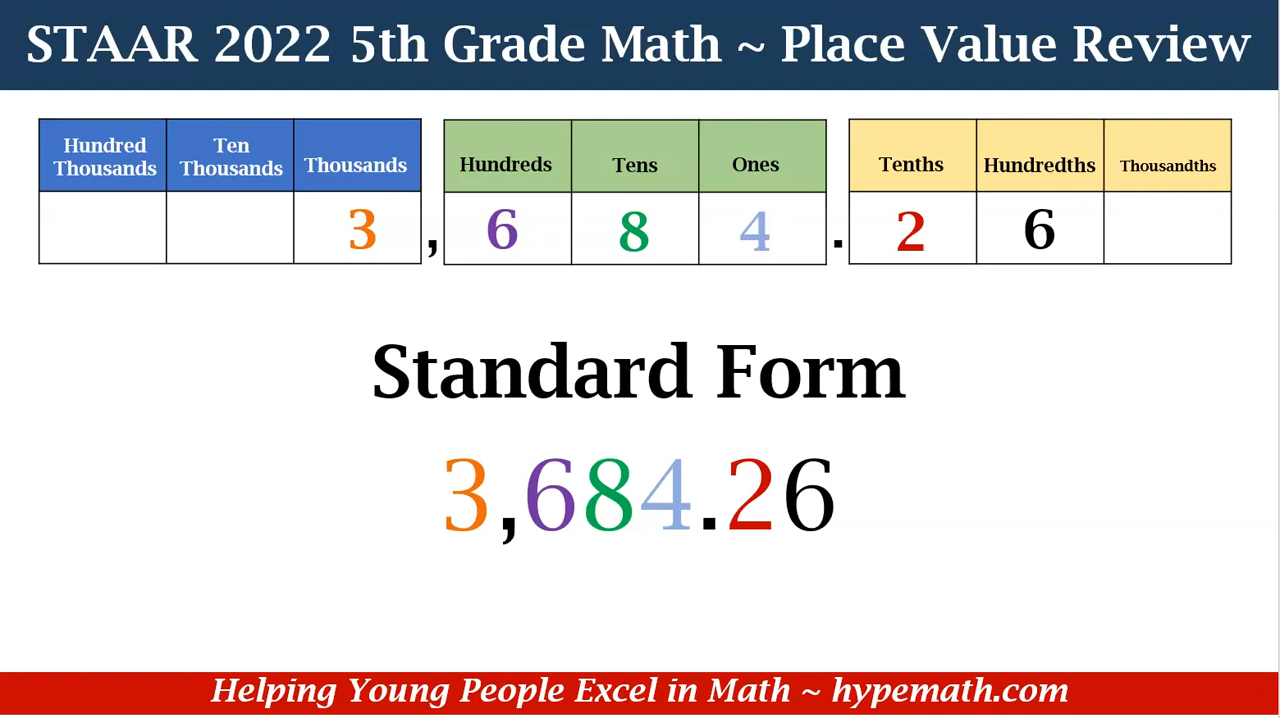 STAAR 2022 5th Grade Math ~ Place Value Review
Hundred Thousands Ten Thousands Thousands Hundreds Tens Ones Tenths Hundredths Thousandths
3 , 6 8 4 . 2 6
Standard Form
3,684.26
Helping Young People Excel in Math ~ hypemath.com